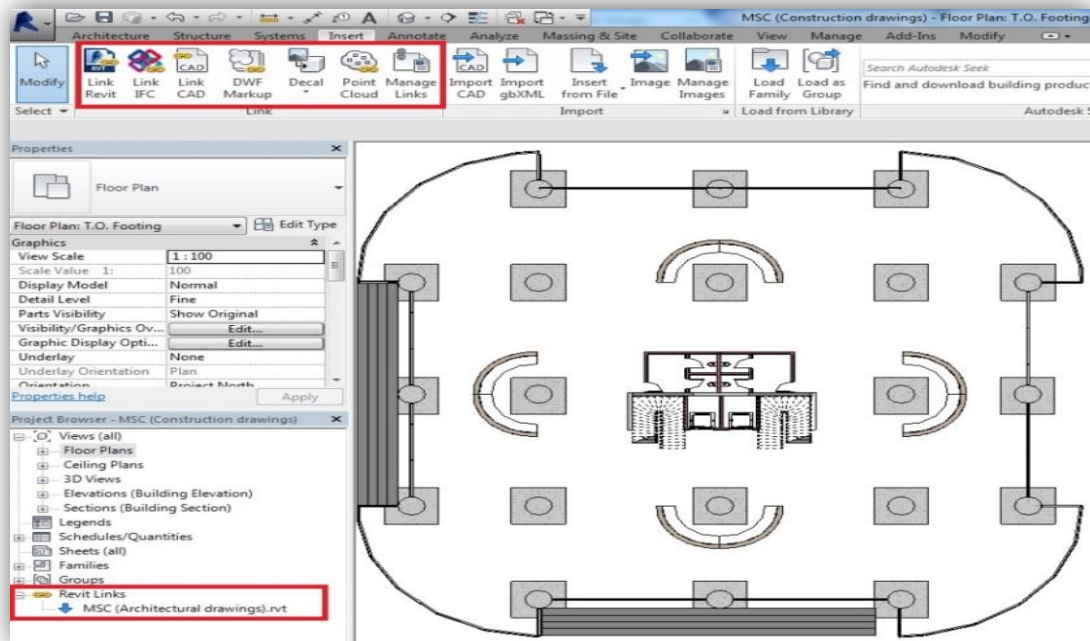 MSC (Construction drawings) - Floor Plan: T.O. Footing
Architecture Structure Systems Insert Annotate Analyze Massing & Site Collaborate View Manage Add-Ins Modify
Modify
Link Revit
Link IFC
Link CAD
DWF Markup
Decal
Point Cloud
Manage Links
Import CAD
Import gbXML
Insert from File
Image
Manage Images
Load Family
Load as Group
Search Autodesk Seek
Find and download building produc
Select Link Import Load from Library Autodesk S
Properties
Floor Plan
Floor Plan: T.O. Footing Edit Type
Graphics
View Scale 1 : 100
Scale Value 1: 100
Display Model Normal
Detail Level Fine
Parts Visibility Show Original
Visibility/Graphics Ov... Edit...
Graphic Display Opti... Edit...
Underlay None
Underlay Orientation Plan
Orientation Project North
Properties help Apply
Project Browser - MSC (Construction drawings)
Views (all)
Floor Plans
Ceiling Plans
3D Views
Elevations (Building Elevation)
Sections (Building Section)
Legends
Schedules/Quantities
Sheets (all)
Families
Groups
Revit Links
MSC (Architectural drawings).rvt